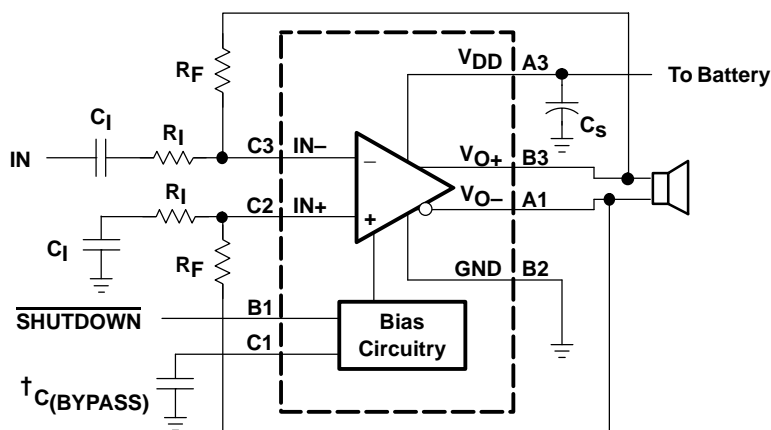 RF
VDD A3
To Battery
CI
RI
CS
IN
C3 IN–
–
VO+ B3
RI
C2 IN+
+
VO– A1
CI
RF
GND B2
SHUTDOWN
B1
Bias
Circuitry
C1
†C(BYPASS)